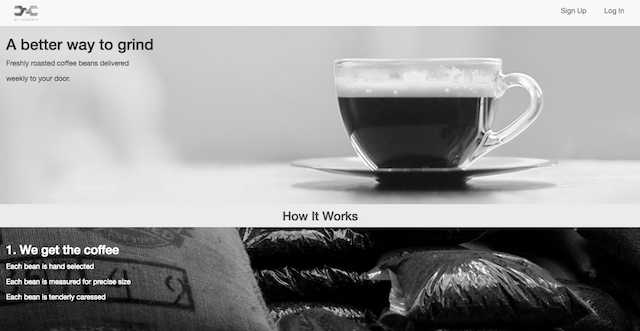 Sign Up Log In
A better way to grind
Freshly roasted coffee beans delivered
weekly to your door.
How It Works
1. We get the coffee
Each bean is hand selected
Each bean is measured for precise size
Each bean is tenderly caressed